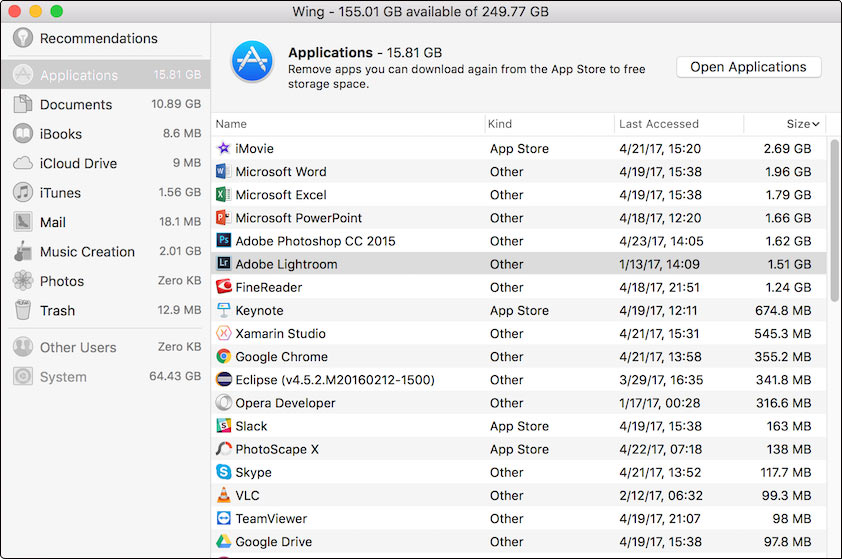 Wing - 155.01 GB available of 249.77 GB
Recommendations
Applications 15.81 GB
Documents 10.89 GB
iBooks 8.6 MB
iCloud Drive 9 MB
iTunes 1.56 GB
Mail 18.1 MB
Music Creation 2.01 GB
Photos Zero KB
Trash 12.9 MB
Other Users Zero KB
System 64.43 GB
Applications - 15.81 GB
Remove apps you can download again from the App Store to free
storage space.
Open Applications
Name Kind Last Accessed Size
iMovie App Store 4/21/17, 15:20 2.69 GB
Microsoft Word Other 4/19/17, 15:38 1.96 GB
Microsoft Excel Other 4/19/17, 15:38 1.79 GB
Microsoft PowerPoint Other 4/18/17, 12:20 1.66 GB
Ps Adobe Photoshop CC 2015 Other 4/23/17, 14:05 1.62 GB
Lr Adobe Lightroom Other 1/13/17, 14:09 1.51 GB
FineReader Other 4/18/17, 21:51 1.24 GB
Keynote App Store 4/19/17, 12:11 674.8 MB
Xamarin Studio Other 4/21/17, 15:31 545.3 MB
Google Chrome Other 4/21/17, 13:58 355.2 MB
Eclipse (v4.5.2.M20160212-1500) Other 3/29/17, 16:35 341.8 MB
Opera Developer Other 1/17/17, 00:28 316.6 MB
Slack App Store 4/19/17, 15:38 163 MB
PhotoScape X App Store 4/22/17, 07:18 138 MB
Skype Other 4/21/17, 13:52 117.7 MB
VLC Other 2/12/17, 06:32 99.3 MB
TeamViewer Other 4/19/17, 21:07 98 MB
Google Drive Other 4/19/17, 15:38 97.8 MB